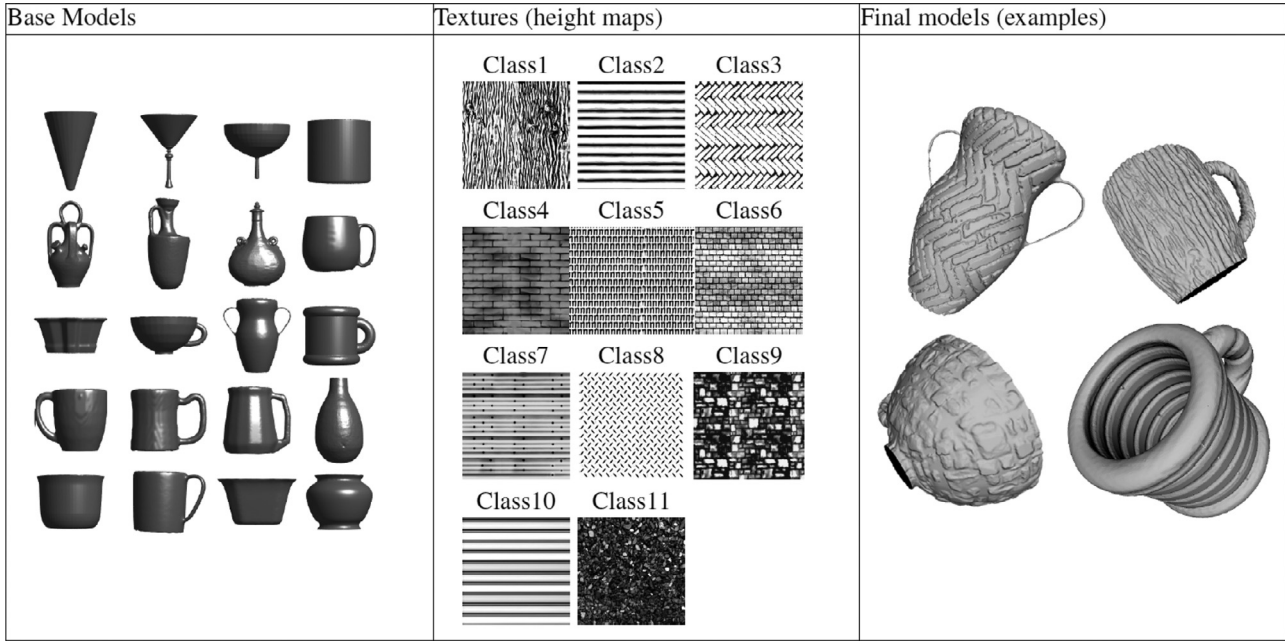 Base Models
Textures (height maps)
Final models (examples)
Class1 Class2 Class3
Class4 Class5 Class6
Class7 Class8 Class9
Class10 Class11